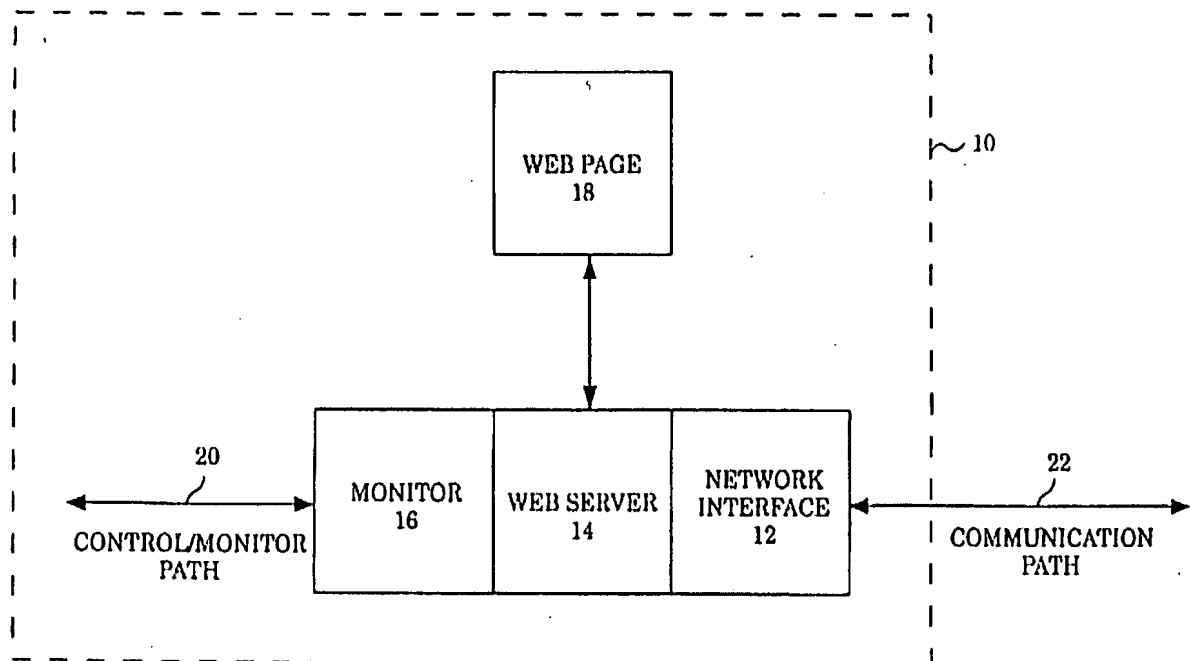 WEB PAGE
18
10
20
CONTROL/MONITOR
PATH
MONITOR
16
WEB SERVER
14
NETWORK
INTERFACE
12
22
COMMUNICATION
PATH